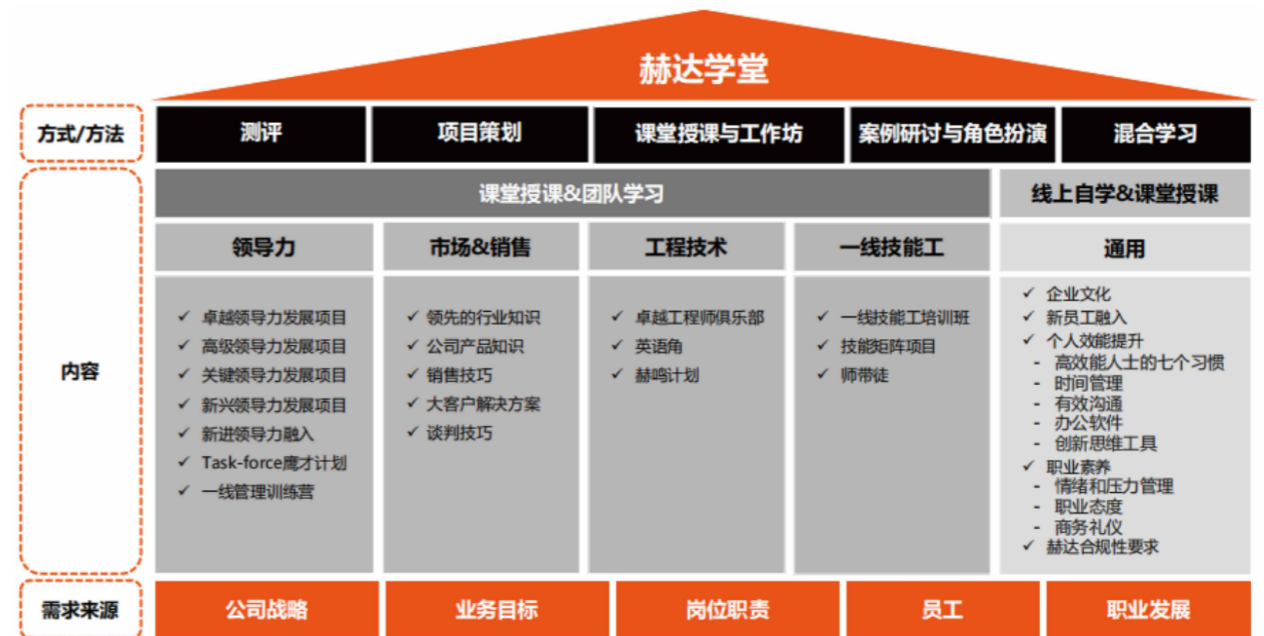 赫达学堂
方式/方法
测评
项目策划
课堂授课与工作坊
案例研讨与角色扮演
混合学习
内容
课堂授课&团队学习
线上自学&课堂授课
领导力
✓ 卓越领导力发展项目
✓ 高级领导力发展项目
✓ 关键领导力发展项目
✓ 新兴领导力发展项目
✓ 新进领导力融入
✓ Task-force鹰才计划
✓ 一线管理训练营
市场&销售
✓ 领先的行业知识
✓ 公司产品知识
✓ 销售技巧
✓ 大客户解决方案
✓ 谈判技巧
工程技术
✓ 卓越工程师俱乐部
✓ 英语角
✓ 赫鸣计划
一线技能工
✓ 一线技能工培训班
✓ 技能矩阵项目
✓ 师带徒
通用
✓ 企业文化
✓ 新员工融入
✓ 个人效能提升
- 高效能人士的七个习惯
- 时间管理
- 有效沟通
- 办公软件
- 创新思维工具
✓ 职业素养
- 情绪和压力管理
- 职业态度
- 商务礼仪
✓ 赫达合规性要求
需求来源
公司战略
业务目标
岗位职责
员工
职业发展